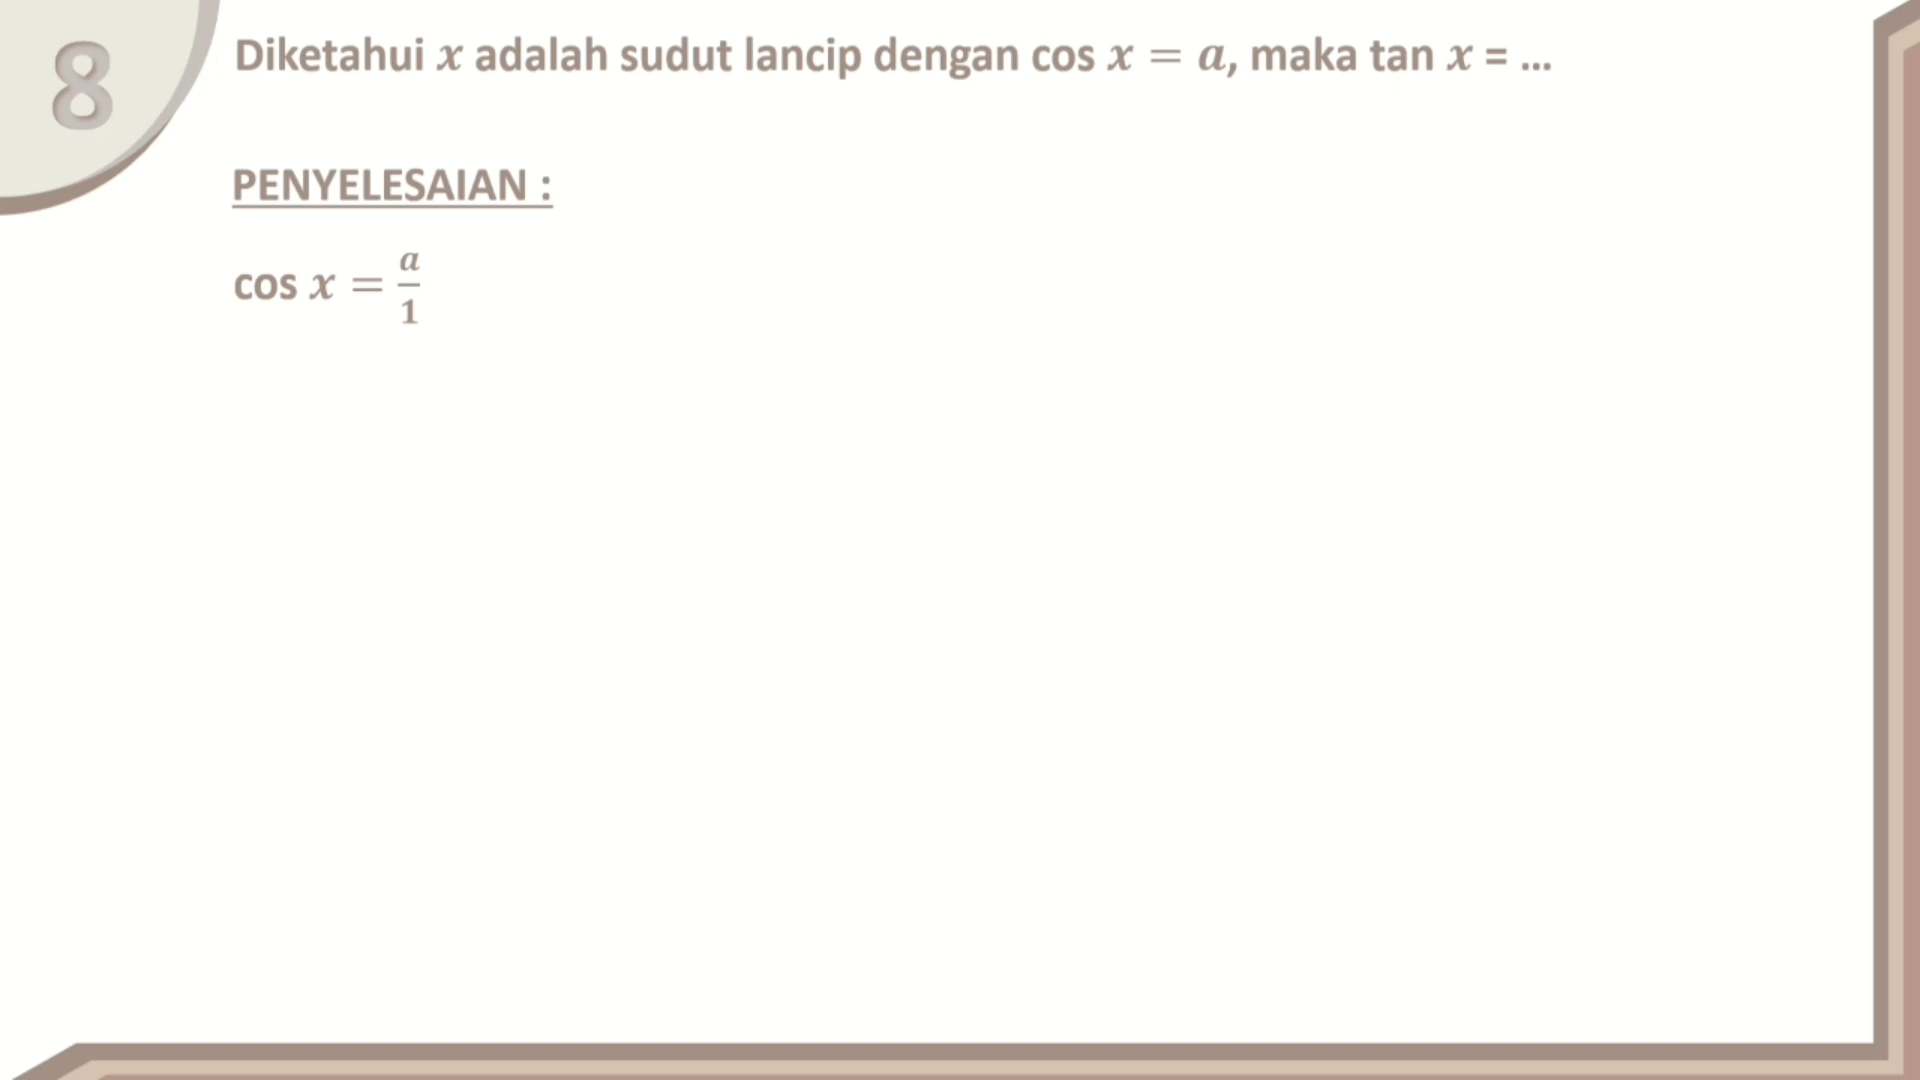 8
Diketahui x adalah sudut lancip dengan cos x = a, maka tan x = ...
PENYELESAIAN :
cos x = a/1